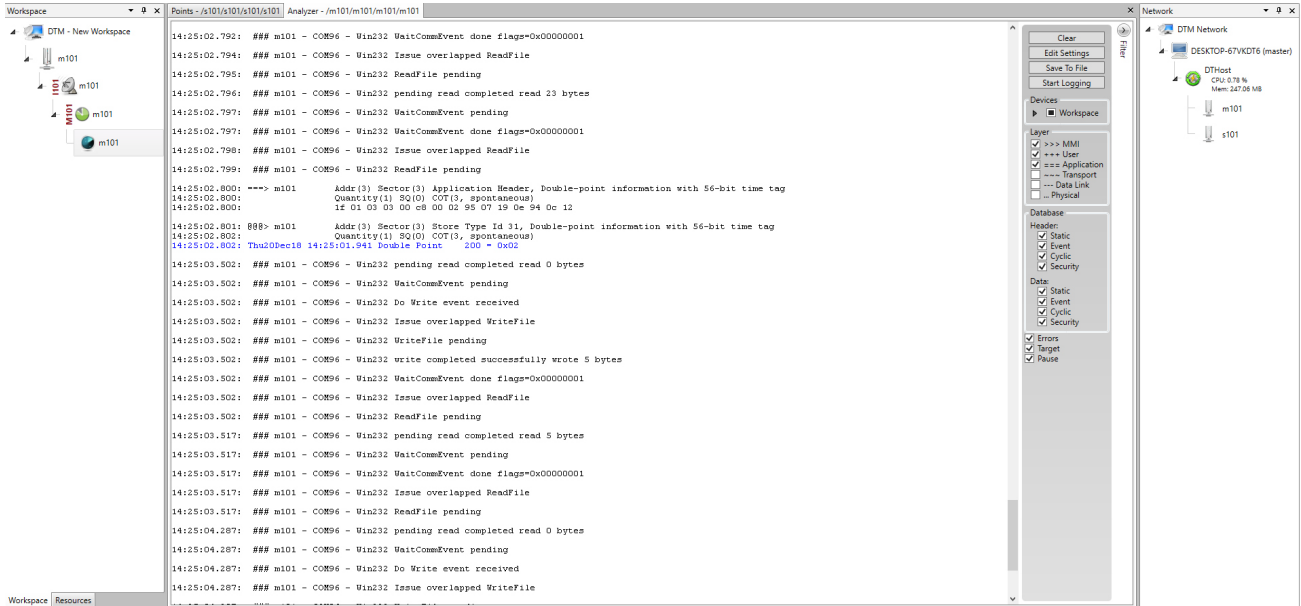 Workspace
DTM - New Workspace
m101
m101
M101
m101
m101
Workspace Resources
Points - /s101/s101/s101/s101 Analyzer - /m101/m101/m101/m101
14:25:02.792: ### m101 - COM96 - Win232 WaitCommEvent done flags=0x00000001
14:25:02.794: ### m101 - COM96 - Win232 Issue overlapped ReadFile
14:25:02.795: ### m101 - COM96 - Win232 ReadFile pending
14:25:02.796: ### m101 - COM96 - Win232 pending read completed read 23 bytes
14:25:02.797: ### m101 - COM96 - Win232 WaitCommEvent pending
14:25:02.797: ### m101 - COM96 - Win232 WaitCommEvent done flags=0x00000001
14:25:02.798: ### m101 - COM96 - Win232 Issue overlapped ReadFile
14:25:02.799: ### m101 - COM96 - Win232 ReadFile pending
14:25:02.800: ===> m101 Addr(3) Sector(3) Application Header, Double-point information with 56-bit time tag
14:25:02.800: Quantity(1) SQ(0) COT(3, spontaneous)
14:25:02.800: 1f 01 03 03 00 c8 00 02 95 07 19 0e 94 0c 12
14:25:02.801: @@@> m101 Addr(3) Sector(3) Store Type Id 31, Double-point information with 56-bit time tag
14:25:02.802: Quantity(1) SQ(0) COT(3, spontaneous)
14:25:02.802: Thu20Dec18 14:25:01.941 Double Point 200 = 0x02
14:25:03.502: ### m101 - COM96 - Win232 pending read completed read 0 bytes
14:25:03.502: ### m101 - COM96 - Win232 WaitCommEvent pending
14:25:03.502: ### m101 - COM96 - Win232 Do Write event received
14:25:03.502: ### m101 - COM96 - Win232 Issue overlapped WriteFile
14:25:03.502: ### m101 - COM96 - Win232 WriteFile pending
14:25:03.502: ### m101 - COM96 - Win232 write completed successfully wrote 5 bytes
14:25:03.502: ### m101 - COM96 - Win232 WaitCommEvent done flags=0x00000001
14:25:03.502: ### m101 - COM96 - Win232 Issue overlapped ReadFile
14:25:03.502: ### m101 - COM96 - Win232 ReadFile pending
14:25:03.517: ### m101 - COM96 - Win232 pending read completed read 5 bytes
14:25:03.517: ### m101 - COM96 - Win232 WaitCommEvent pending
14:25:03.517: ### m101 - COM96 - Win232 WaitCommEvent done flags=0x00000001
14:25:03.517: ### m101 - COM96 - Win232 Issue overlapped ReadFile
14:25:03.517: ### m101 - COM96 - Win232 ReadFile pending
14:25:04.287: ### m101 - COM96 - Win232 pending read completed read 0 bytes
14:25:04.287: ### m101 - COM96 - Win232 WaitCommEvent pending
14:25:04.287: ### m101 - COM96 - Win232 Do Write event received
14:25:04.287: ### m101 - COM96 - Win232 Issue overlapped WriteFile
Clear
Edit Settings
Save To File
Start Logging
Devices
Workspace
Layer
>>> MMI
+++ User
=== Application
~~~ Transport
--- Data Link
... Physical
Database
Header:
Static
Event
Cyclic
Security
Data:
Static
Event
Cyclic
Security
Errors
Target
Pause
Filter
Network
DTM Network
DESKTOP-67VKDT6 (master)
DTHost
CPU: 0.78 %
Mem: 247.06 MB
m101
s101